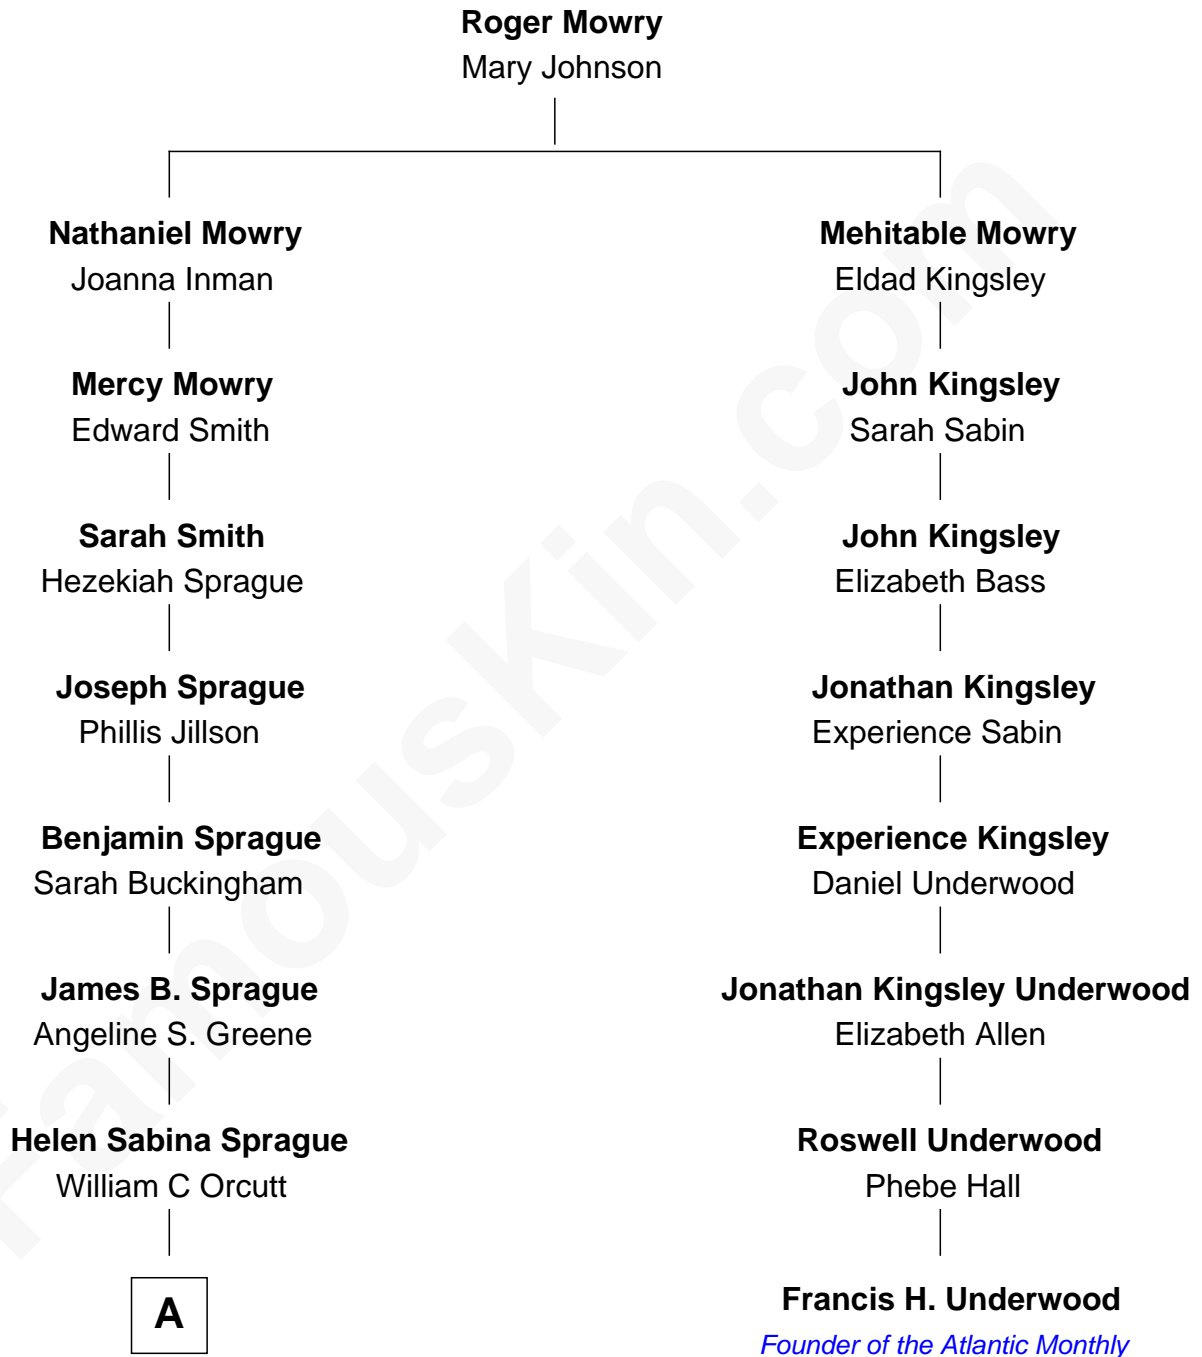 Roger Mowry
Mary Johnson
Nathaniel Mowry
Joanna Inman
Mercy Mowry
Edward Smith
Sarah Smith
Hezekiah Sprague
Joseph Sprague
Phillis Jillson
Benjamin Sprague
Sarah Buckingham
James B. Sprague
Angeline S. Greene
Helen Sabina Sprague
William C Orcutt
A
Mehitable Mowry
Eldad Kingsley
John Kingsley
Sarah Sabin
John Kingsley
Elizabeth Bass
Jonathan Kingsley
Experience Sabin
Experience Kingsley
Daniel Underwood
Jonathan Kingsley Underwood
Elizabeth Allen
Roswell Underwood
Phebe Hall
Francis H. Underwood
Founder of the Atlantic Monthly
FamousKin.com